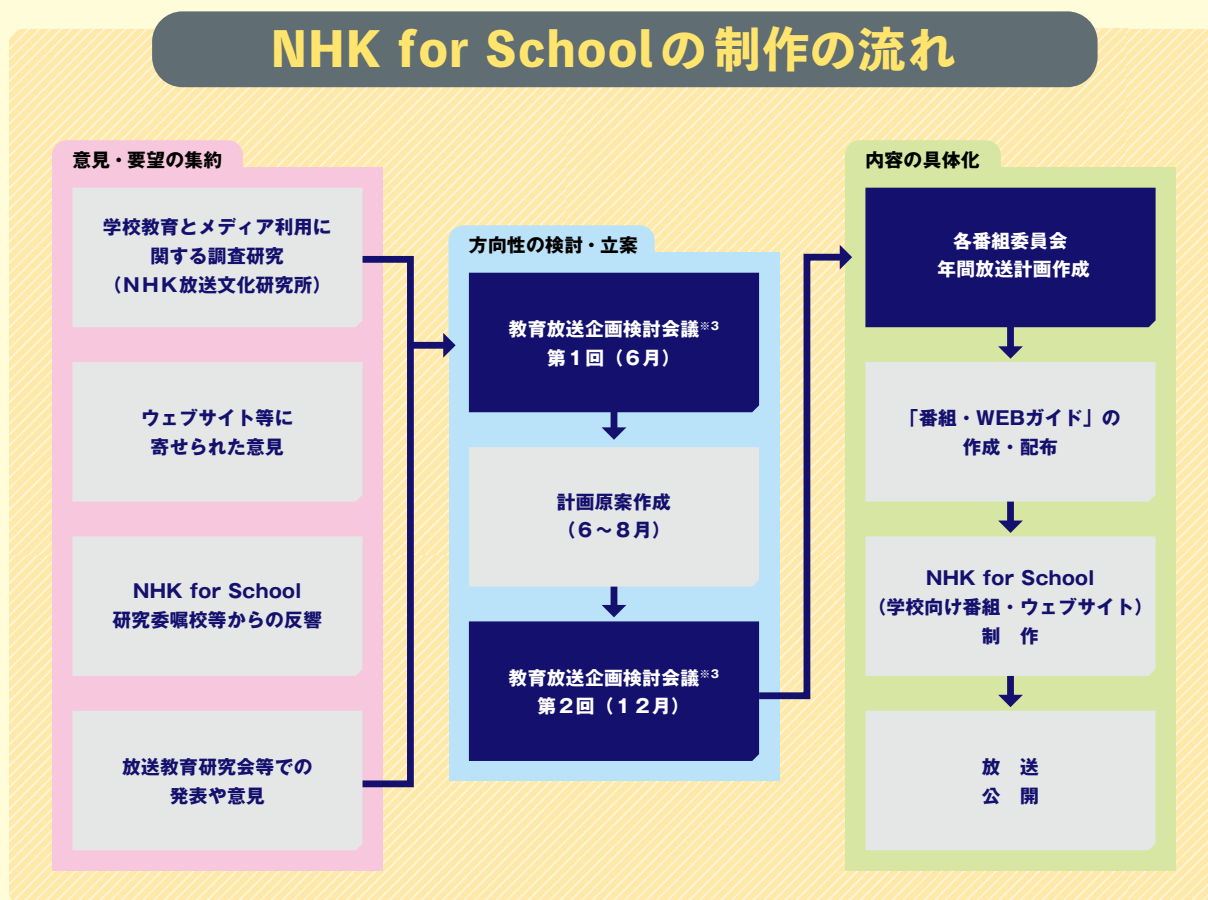 NHK for Schoolの制作の流れ
意見・要望の集約
学校教育とメディア利用に
関する調査研究
（NHK放送文化研究所）
ウェブサイト等に
寄せられた意見
NHK for School
研究委嘱校等からの反響
放送教育研究会等での
発表や意見
方向性の検討・立案
教育放送企画検討会議※3
第１回（６月）
計画原案作成
（６～８月）
教育放送企画検討会議※3
第２回（１２月）
内容の具体化
各番組委員会
年間放送計画作成
「番組・WEBガイド」の
作成・配布
NHK for School
（学校向け番組・ウェブサイト）
制　作
放　送
公　開